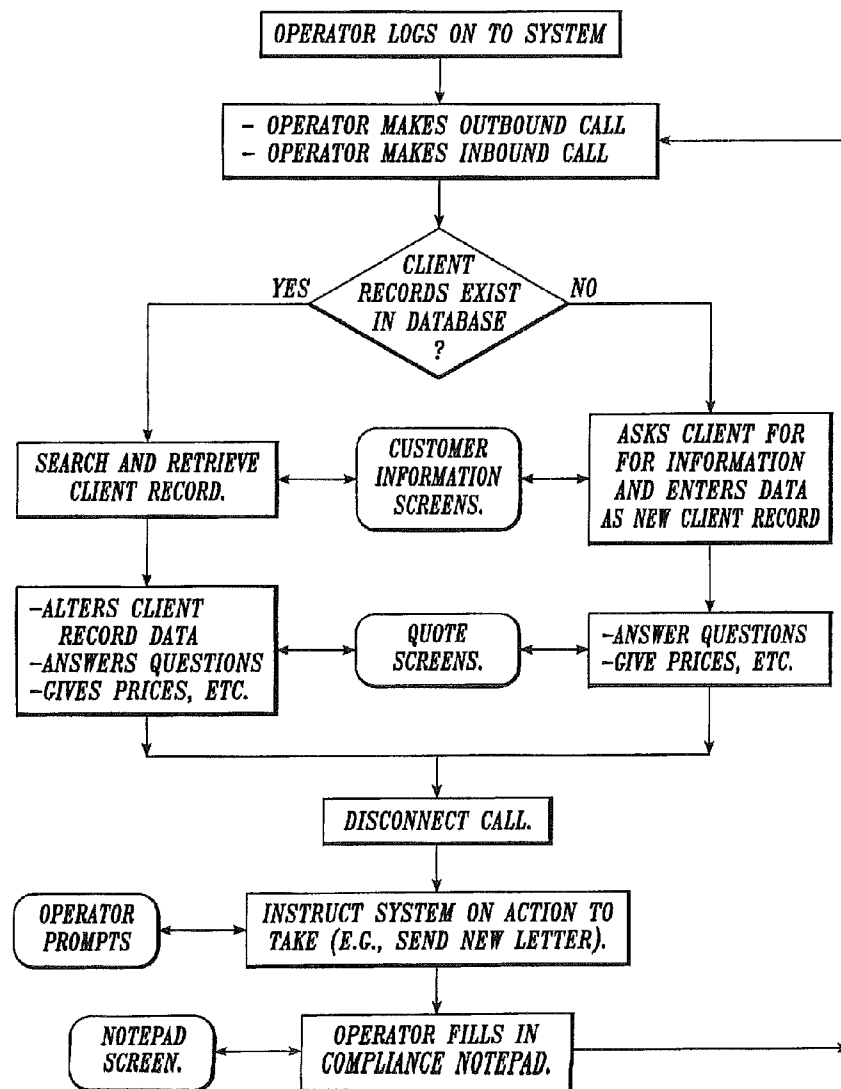 OPERATOR LOGS ON TO SYSTEM
– OPERATOR MAKES OUTBOUND CALL
– OPERATOR MAKES INBOUND CALL
CLIENT
RECORDS EXIST
IN DATABASE
?
YES
NO
SEARCH AND RETRIEVE
CLIENT RECORD.
CUSTOMER
INFORMATION
SCREENS.
ASKS CLIENT FOR
FOR INFORMATION
AND ENTERS DATA
AS NEW CLIENT RECORD
–ALTERS CLIENT
RECORD DATA
–ANSWERS QUESTIONS
–GIVES PRICES, ETC.
QUOTE
SCREENS.
–ANSWER QUESTIONS
–GIVE PRICES, ETC.
DISCONNECT CALL.
OPERATOR
PROMPTS
INSTRUCT SYSTEM ON ACTION TO
TAKE (E.G., SEND NEW LETTER).
NOTEPAD
SCREEN.
OPERATOR FILLS IN
COMPLIANCE NOTEPAD.